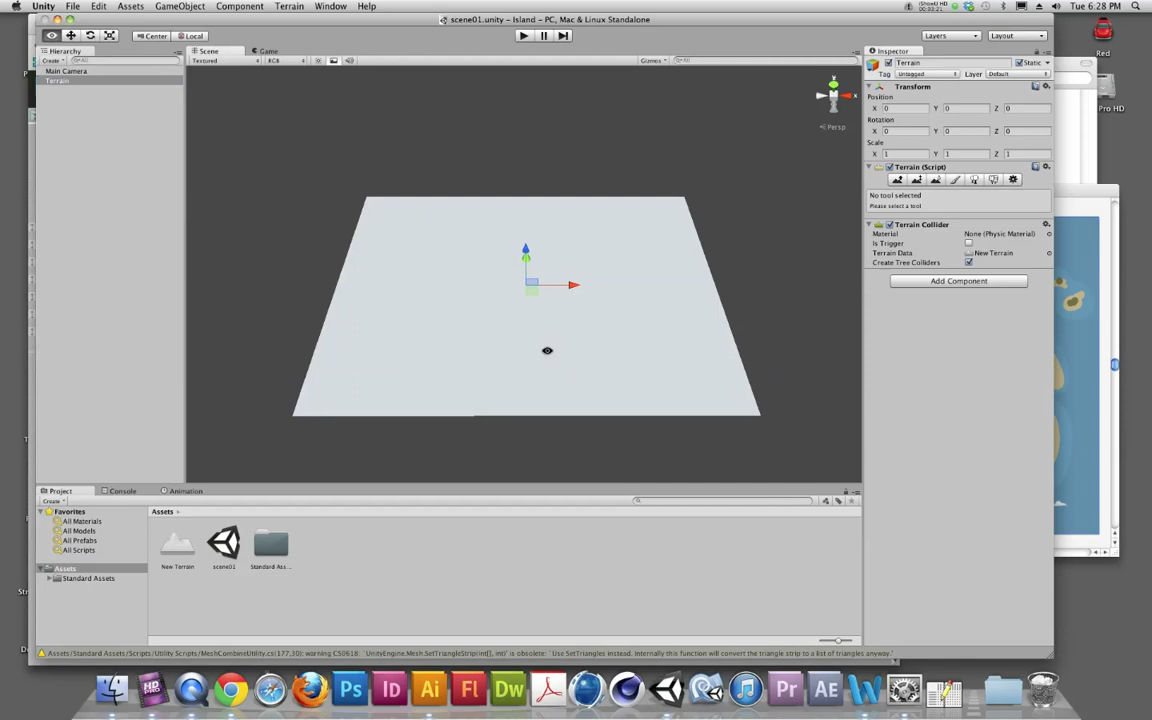 Unity File Edit Assets GameObject Component Terrain Window Help
Tue 6:28 PM
scene01.unity – Island – PC, Mac & Linux Standalone
Center Local
Layers Layout
Hierarchy
Scene Game
Inspector
Create All
Textured RGB
Gizmos All
Main Camera
Terrain
Terrain Static
Tag Untagged Layer Default
Transform
Position
X 0 Y 0 Z 0
Rotation
X 0 Y 0 Z 0
Scale
X 1 Y 1 Z 1
Terrain (Script)
No tool selected
Please select a tool
Terrain Collider
Material None (Physic Material)
Is Trigger
Terrain Data New Terrain
Create Tree Colliders
Add Component
y
x
Persp
Red
Pro HD
Project Console Animation
Create
Favorites
All Materials
All Models
All Prefabs
All Scripts
Assets
Standard Assets
Assets
New Terrain scene01 Standard Ass...
Assets/Standard Assets/Scripts/Utility Scripts/MeshCombineUtility.cs(177,30): warning CS0618: `UnityEngine.Mesh.SetTriangleStrip(int[], int)' is obsolete: `Use SetTriangles instead. Internally this function will convert the triangle strip to a list of triangles anyway.'
HD PRO
Ps Id Ai Fl Dw Pr AE W